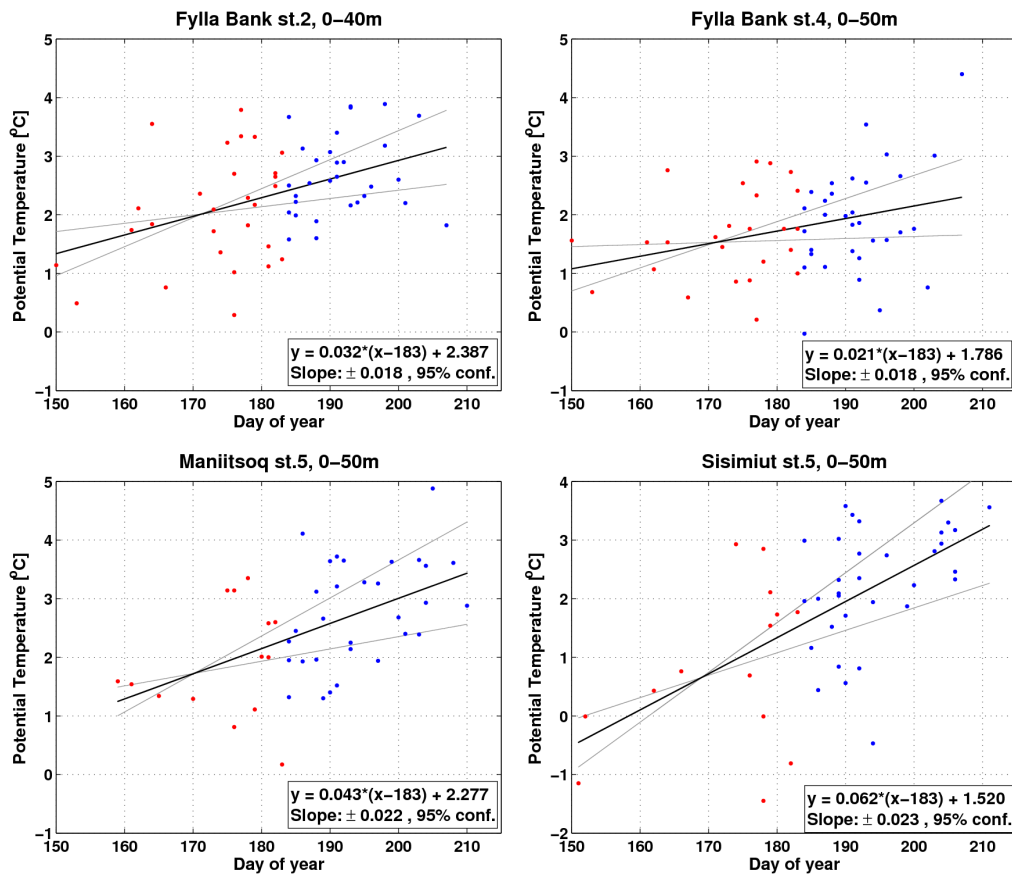 Fylla Bank st.2, 0−40m
5
4
3
2
1
0
−1
Potential Temperature [⁰C]
150 160 170 180 190 200 210
Day of year
y = 0.032*(x−183) + 2.387
Slope: ± 0.018 , 95% conf.
Fylla Bank st.4, 0−50m
5
4
3
2
1
0
−1
Potential Temperature [⁰C]
150 160 170 180 190 200 210
Day of year
y = 0.021*(x−183) + 1.786
Slope: ± 0.018 , 95% conf.
Maniitsoq st.5, 0−50m
5
4
3
2
1
0
−1
Potential Temperature [⁰C]
150 160 170 180 190 200 210
Day of year
y = 0.043*(x−183) + 2.277
Slope: ± 0.022 , 95% conf.
Sisimiut st.5, 0−50m
4
3
2
1
0
−1
−2
Potential Temperature [⁰C]
150 160 170 180 190 200 210
Day of year
y = 0.062*(x−183) + 1.520
Slope: ± 0.023 , 95% conf.